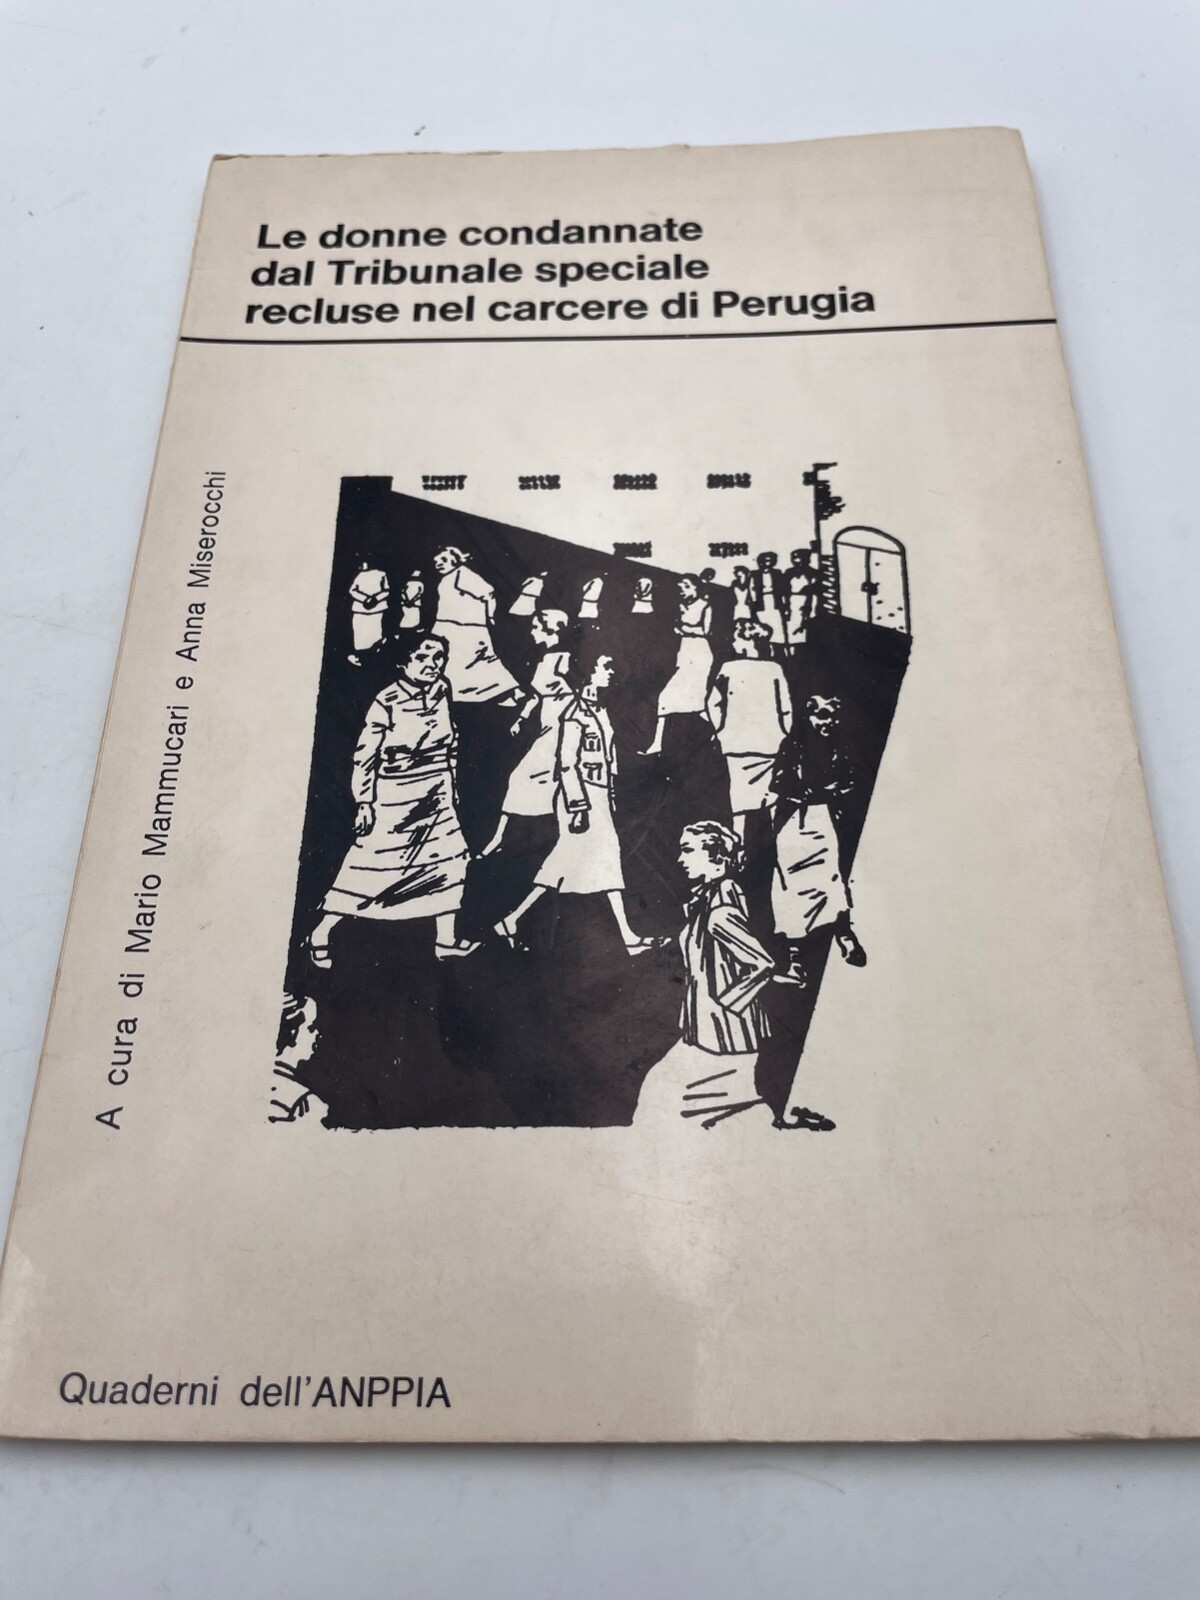 Le donne condannate
dal Tribunale speciale
recluse nel carcere di Perugia
A cura di Mario Mammucari e Anna Miserocchi
Quaderni dell'ANPPIA